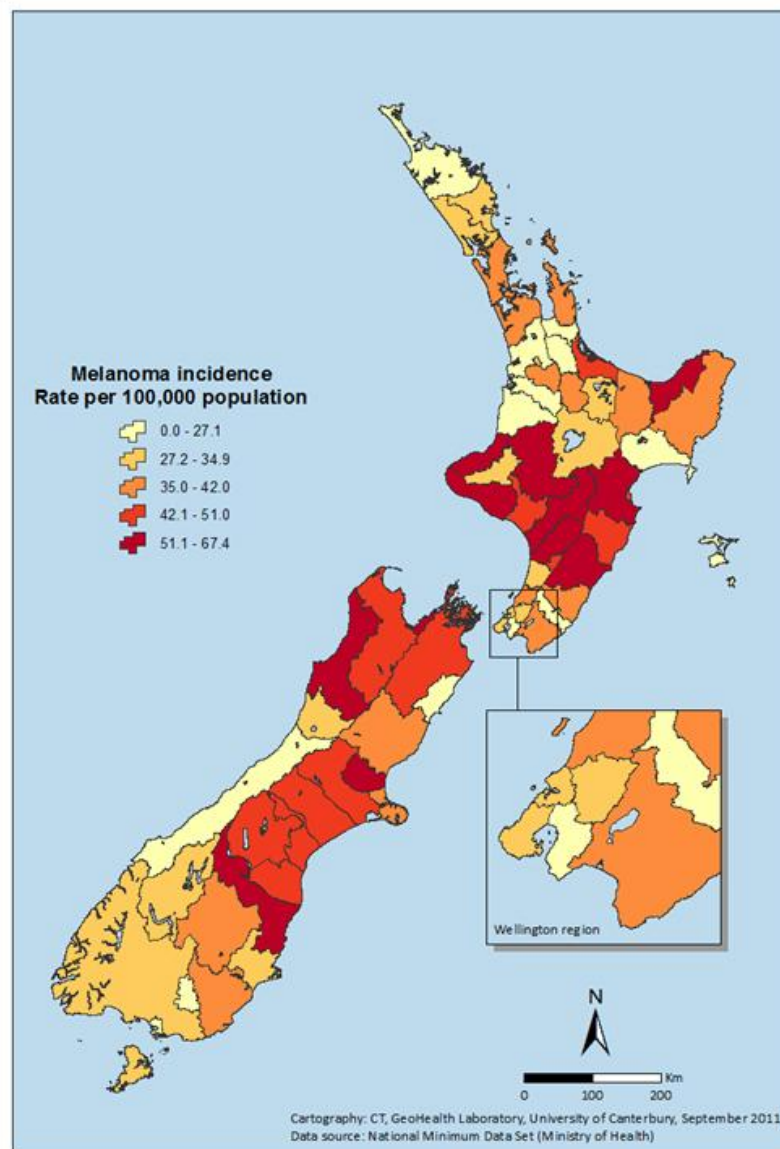 Melanoma incidence
Rate per 100,000 population
0.0 - 27.1
27.2 - 34.9
35.0 - 42.0
42.1 - 51.0
51.1 - 67.4
Wellington region
N
Km
0 100 200
Cartography: CT, GeoHealth Laboratory, University of Canterbury, September 2011
Data source: National Minimum Data Set (Ministry of Health)